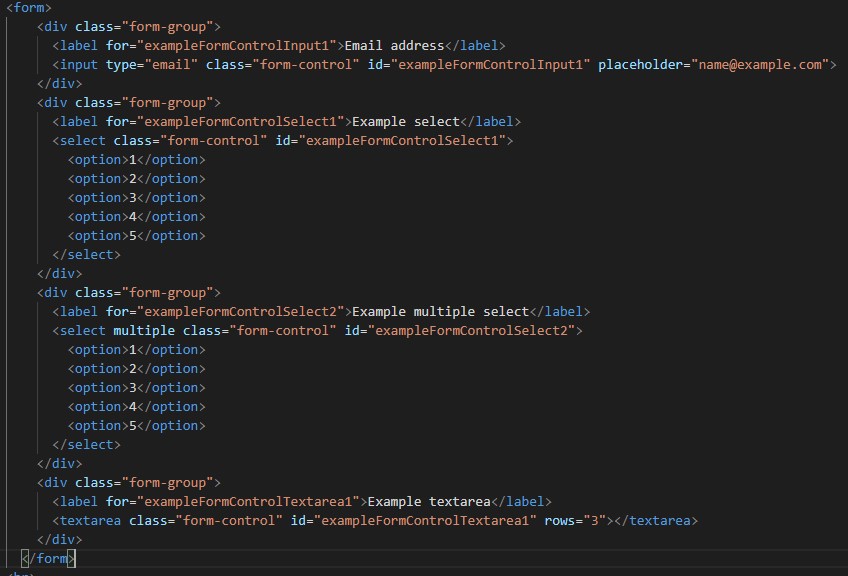 <form>
<div class="form-group">
<label for="exampleFormControlInput1">Email address</label>
<input type="email" class="form-control" id="exampleFormControlInput1" placeholder="name@example.com">
</div>
<div class="form-group">
<label for="exampleFormControlSelect1">Example select</label>
<select class="form-control" id="exampleFormControlSelect1">
<option>1</option>
<option>2</option>
<option>3</option>
<option>4</option>
<option>5</option>
</select>
</div>
<div class="form-group">
<label for="exampleFormControlSelect2">Example multiple select</label>
<select multiple class="form-control" id="exampleFormControlSelect2">
<option>1</option>
<option>2</option>
<option>3</option>
<option>4</option>
<option>5</option>
</select>
</div>
<div class="form-group">
<label for="exampleFormControlTextarea1">Example textarea</label>
<textarea class="form-control" id="exampleFormControlTextarea1" rows="3"></textarea>
</div>
</form>